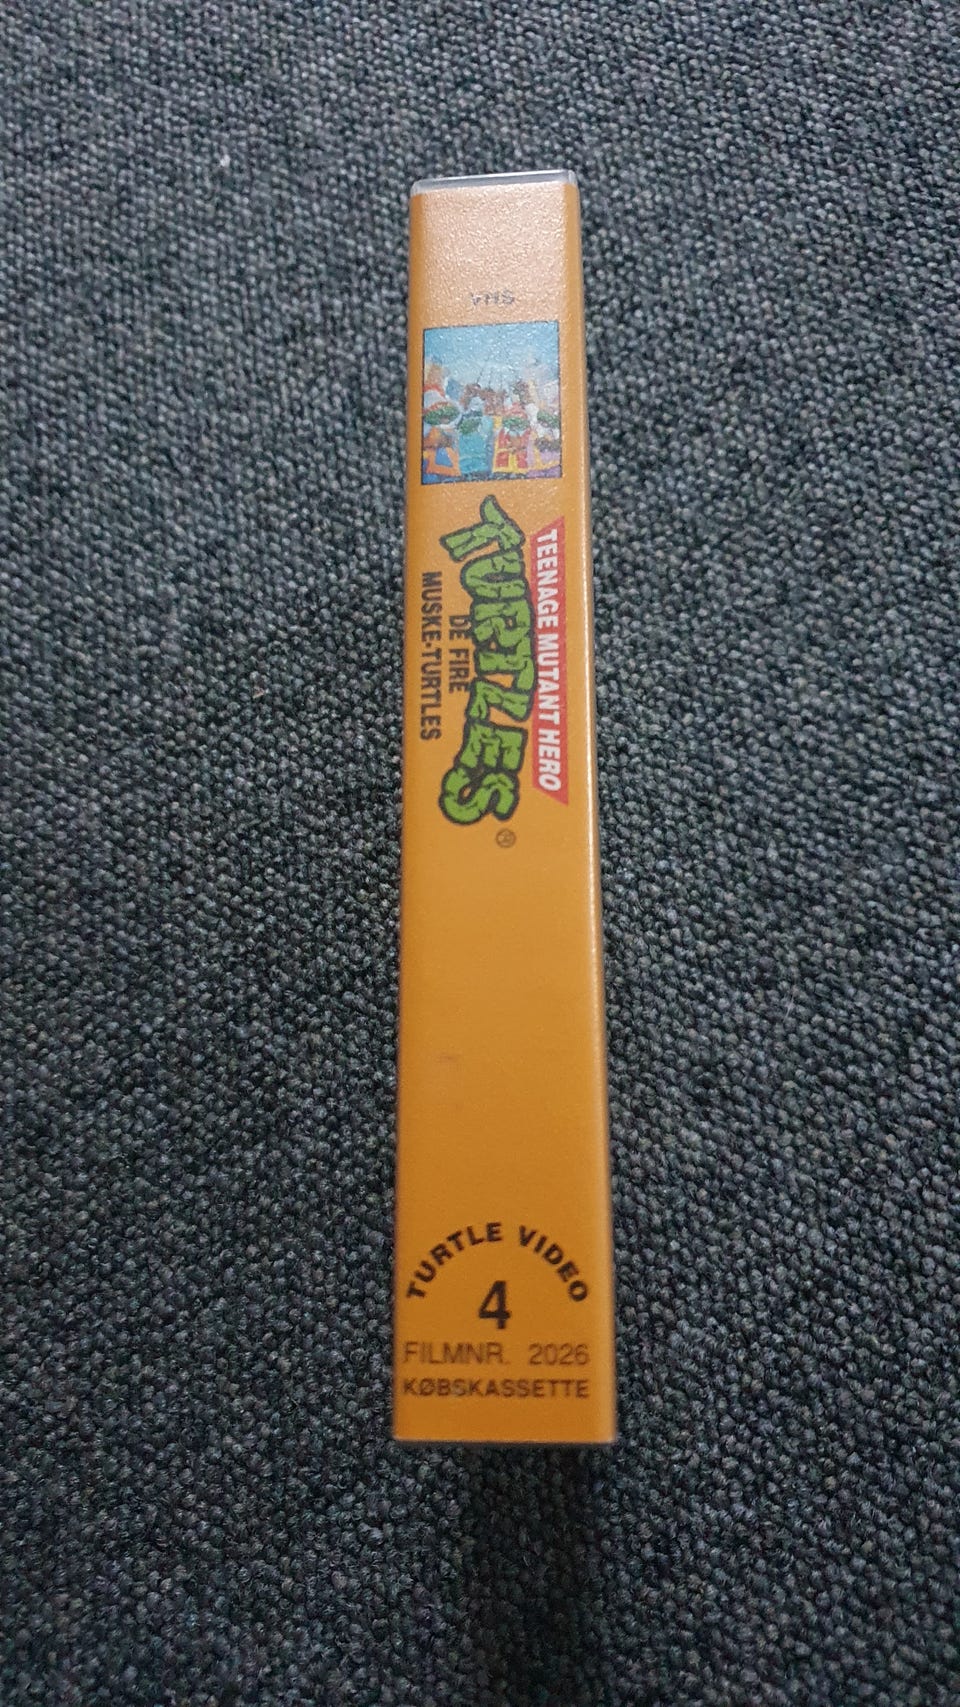 VHS
TEENAGE MUTANT HERO
TURTLES®
DE FIRE
MUSKE-TURTLES
TURTLE VIDEO
4
FILMNR. 2026
KØBSKASSETTE